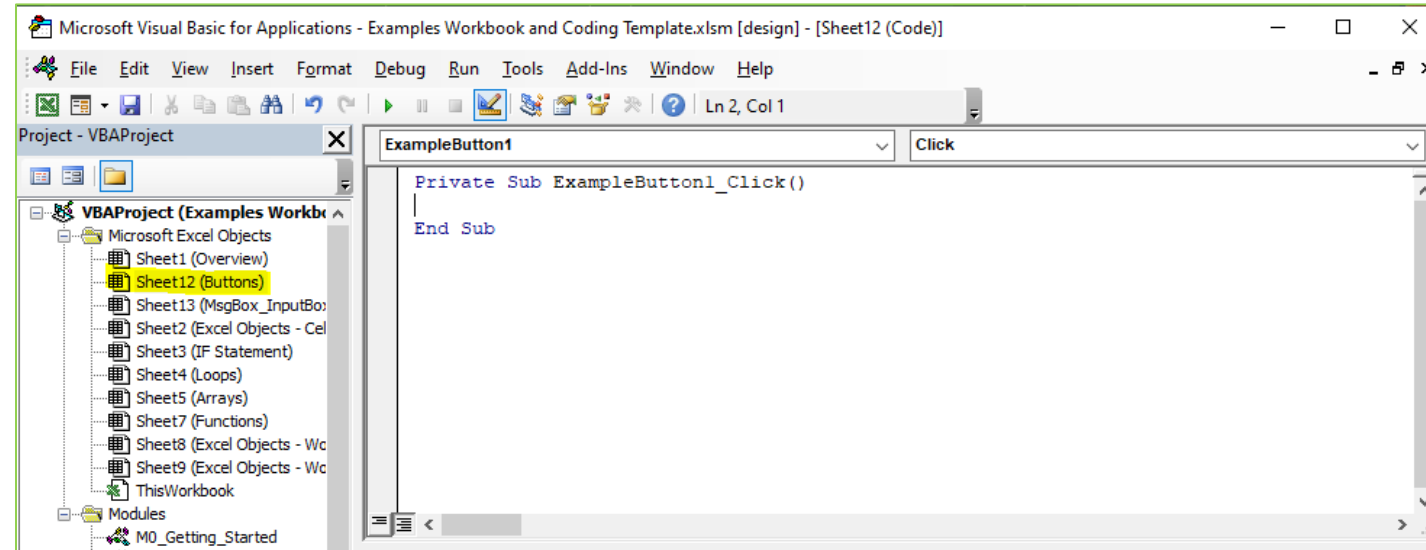 Microsoft Visual Basic for Applications - Examples Workbook and Coding Template.xlsm [design] - [Sheet12 (Code)]
File Edit View Insert Format Debug Run Tools Add-Ins Window Help
Ln 2, Col 1
Project - VBAProject
ExampleButton1
Click
Private Sub ExampleButton1_Click()
End Sub
VBAProject (Examples Workbo
Microsoft Excel Objects
Sheet1 (Overview)
Sheet12 (Buttons)
Sheet13 (MsgBox_InputBox
Sheet2 (Excel Objects - Cel
Sheet3 (IF Statement)
Sheet4 (Loops)
Sheet5 (Arrays)
Sheet7 (Functions)
Sheet8 (Excel Objects - Wo
Sheet9 (Excel Objects - Wo
ThisWorkbook
Modules
M0_Getting_Started